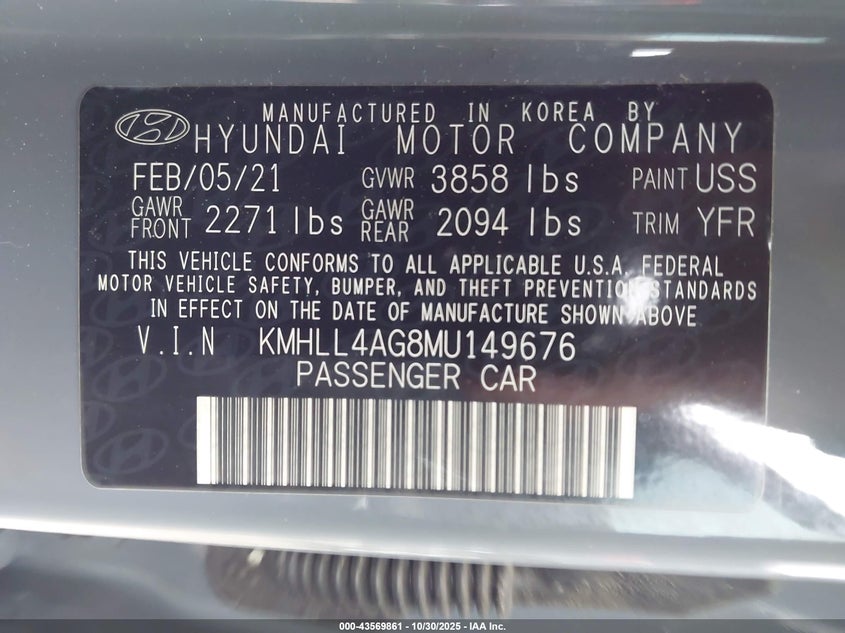 MANUFACTURED IN KOREA BY
HYUNDAI MOTOR COMPANY
FEB/05/21 GVWR 3858 lbs PAINT USS
GAWR FRONT 2271 lbs GAWR REAR 2094 lbs TRIM YFR
THIS VEHICLE CONFORMS TO ALL APPLICABLE U.S.A. FEDERAL
MOTOR VEHICLE SAFETY, BUMPER, AND THEFT PREVENTION STANDARDS
IN EFFECT ON THE DATE OF MANUFACTURE SHOWN ABOVE
V.I.N KMHLL4AG8MU149676
PASSENGER CAR
000-43569861 - 10/30/2025 - IAA Inc.